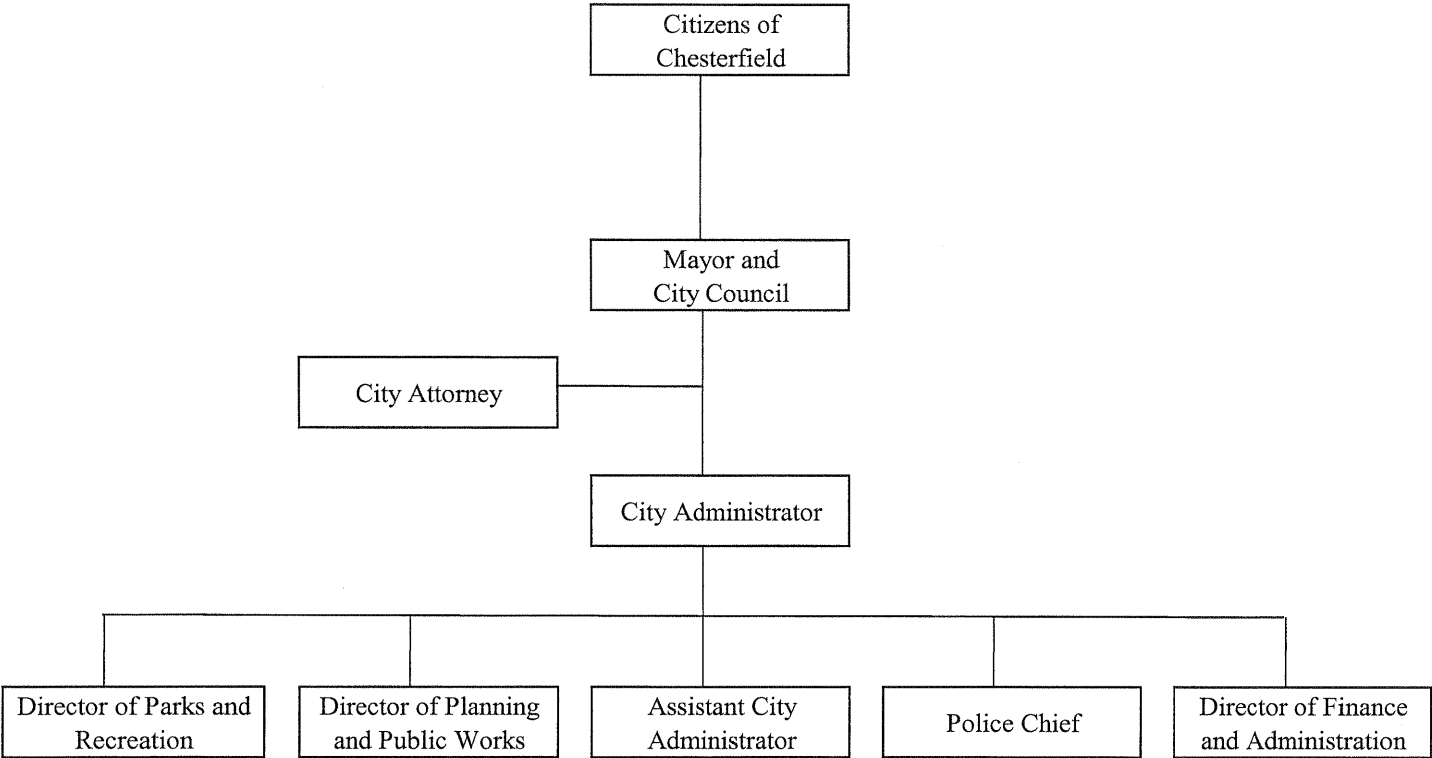 Citizens of
Chesterfield
Mayor and
City Council
City Attorney
City Administrator
Director of Parks and
Recreation
Director of Planning
and Public Works
Assistant City
Administrator
Police Chief
Director of Finance
and Administration